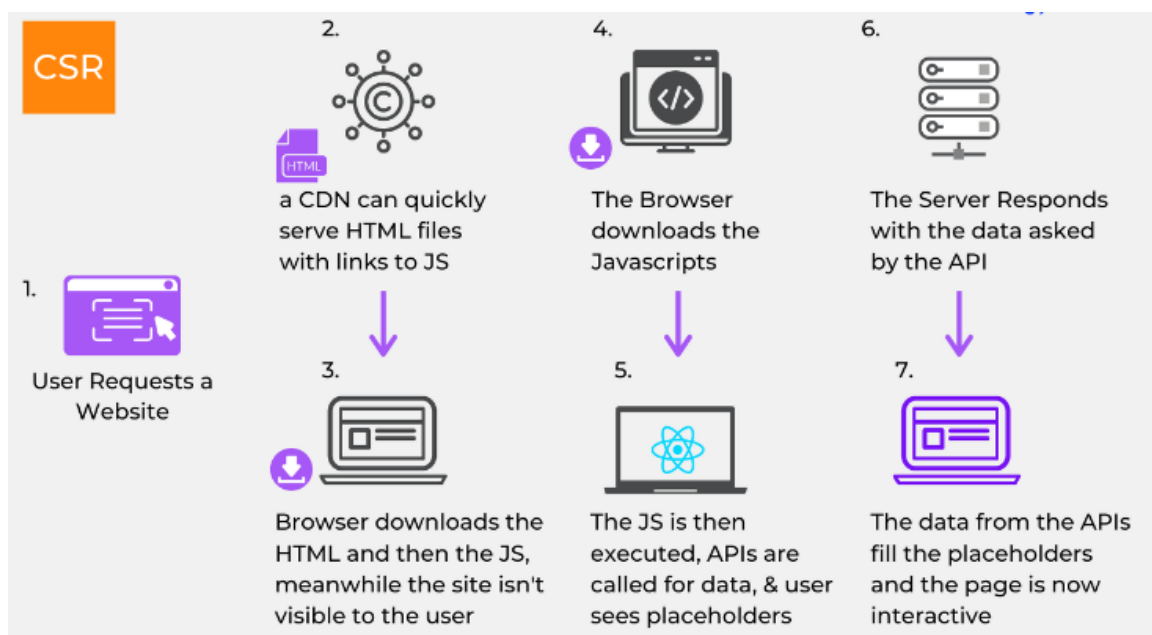 CSR
1.
User Requests a
Website
2.
C
HTML
a CDN can quickly
serve HTML files
with links to JS
3.
Browser downloads the
HTML and then the JS,
meanwhile the site isn't
visible to the user
4.
</>
The Browser
downloads the
Javascripts
5.
The JS is then
executed, APIs are
called for data, & user
sees placeholders
6.
The Server Responds
with the data asked
by the API
7.
The data from the APIs
fill the placeholders
and the page is now
interactive